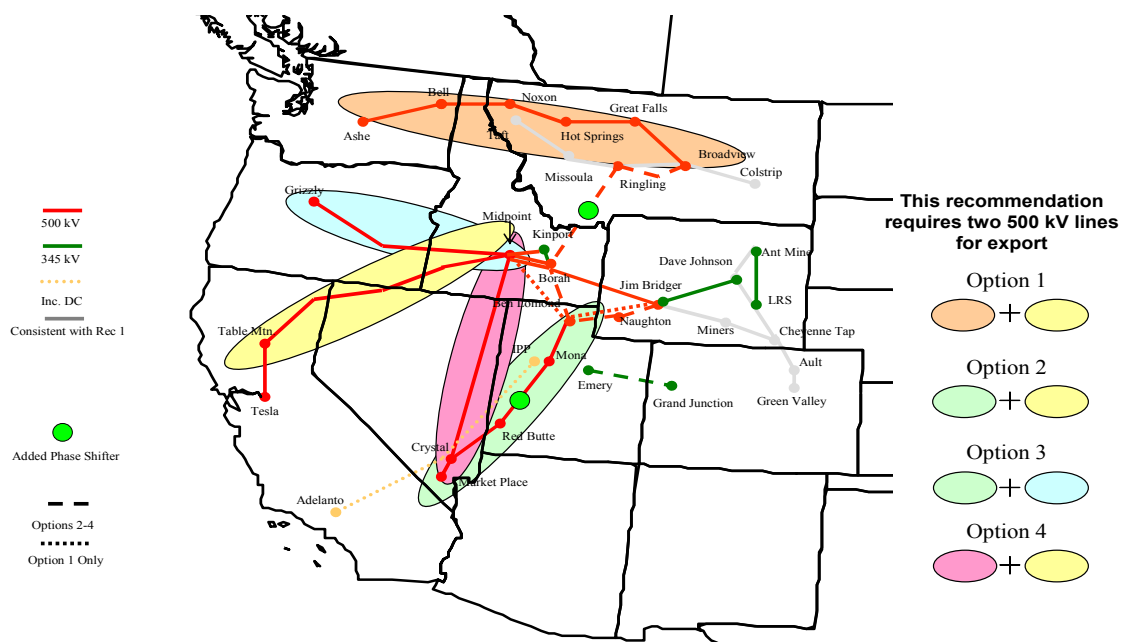 500 kV
345 kV
Inc. DC
Consistent with Rec 1
Added Phase Shifter
Options 2-4
Option 1 Only
Bell
Noxon
Great Falls
Ashe
Taft
Hot Springs
Broadview
Missoula
Ringling
Colstrip
Grizzly
Midpoint
Kinport
Borah
Dave Johnson
Ant Mine
Jim Bridger
Ben Lomond
LRS
Naughton
Miners
Cheyenne Tap
Table Mtn
IPP
Mona
Ault
Emery
Tesla
Grand Junction
Green Valley
Red Butte
Crystal
Market Place
Adelanto
This recommendation
requires two 500 kV lines
for export
Option 1
+
Option 2
+
Option 3
+
Option 4
+